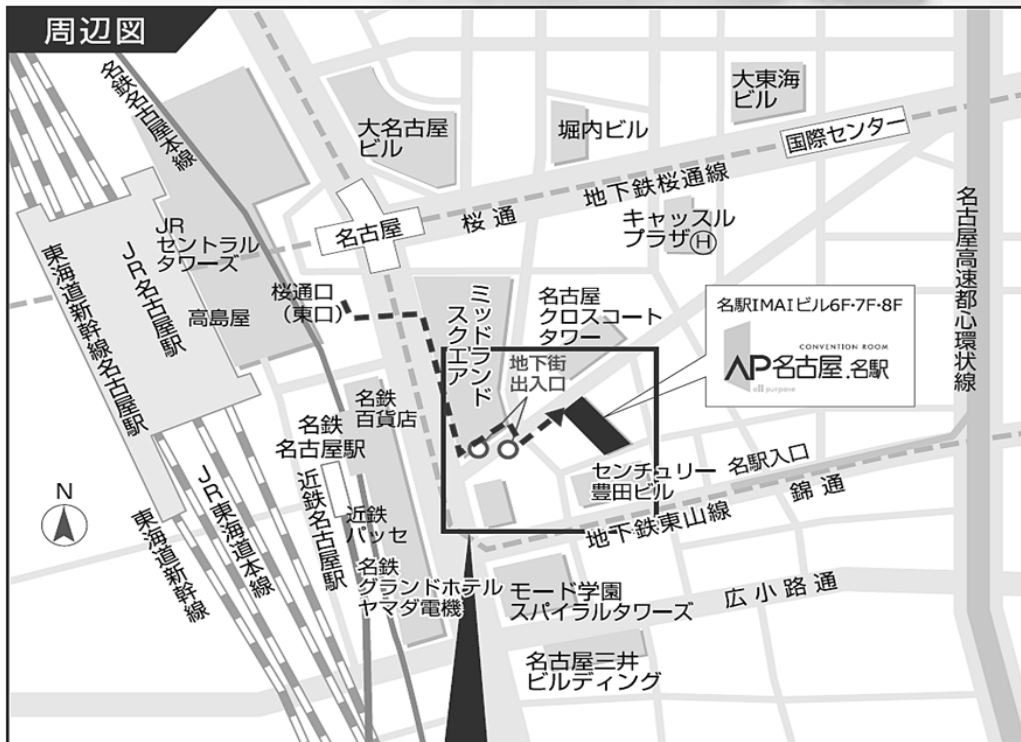 周辺図
名鉄名古屋本線
大名古屋
ビル
堀内ビル
大東海
ビル
国際センター
地下鉄桜通線
桜通
名古屋
キャッスル
プラザⒽ
名古屋高速都心環状線
JR
セントラル
タワーズ
JR名古屋駅
東海道新幹線名古屋駅
高島屋
桜通口
(東口)
ミッドランド
スクエア
名古屋
クロスコート
タワー
名駅IMAIビル6F・7F・8F
CONVENTION ROOM
AP名古屋.名駅
all purpose
地下街
出入口
名鉄
百貨店
名鉄
名古屋駅
近鉄名古屋駅
近鉄
パッセ
センチュリー
豊田ビル
名駅入口
錦通
地下鉄東山線
N
JR東海道本線
東海道新幹線
名鉄
グランドホテル
ヤマダ電機
モード学園
スパイラルタワーズ
広小路通
名古屋三井
ビルディング